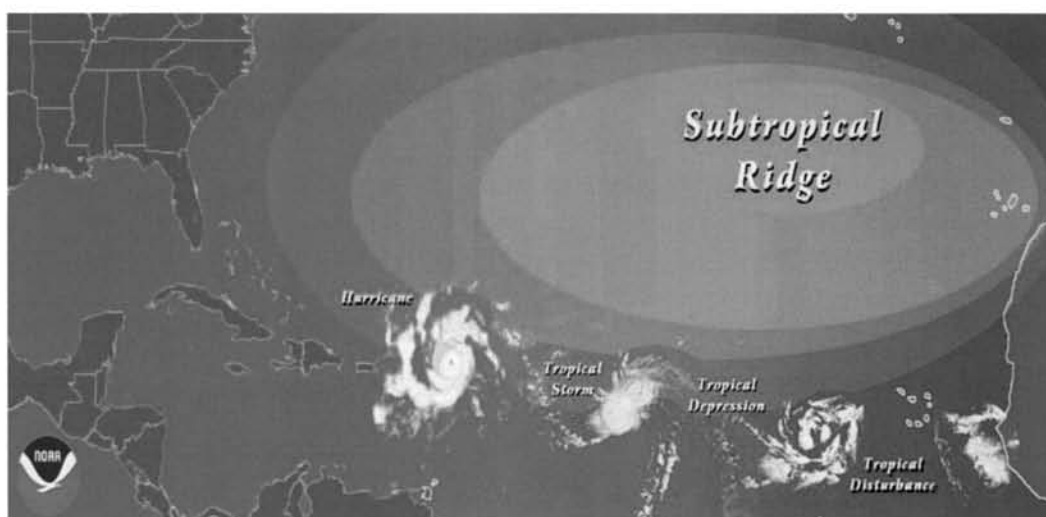 Subtropical
Ridge
Hurricane
Tropical
Storm
Tropical
Depression
Tropical
Disturbance
NOAA